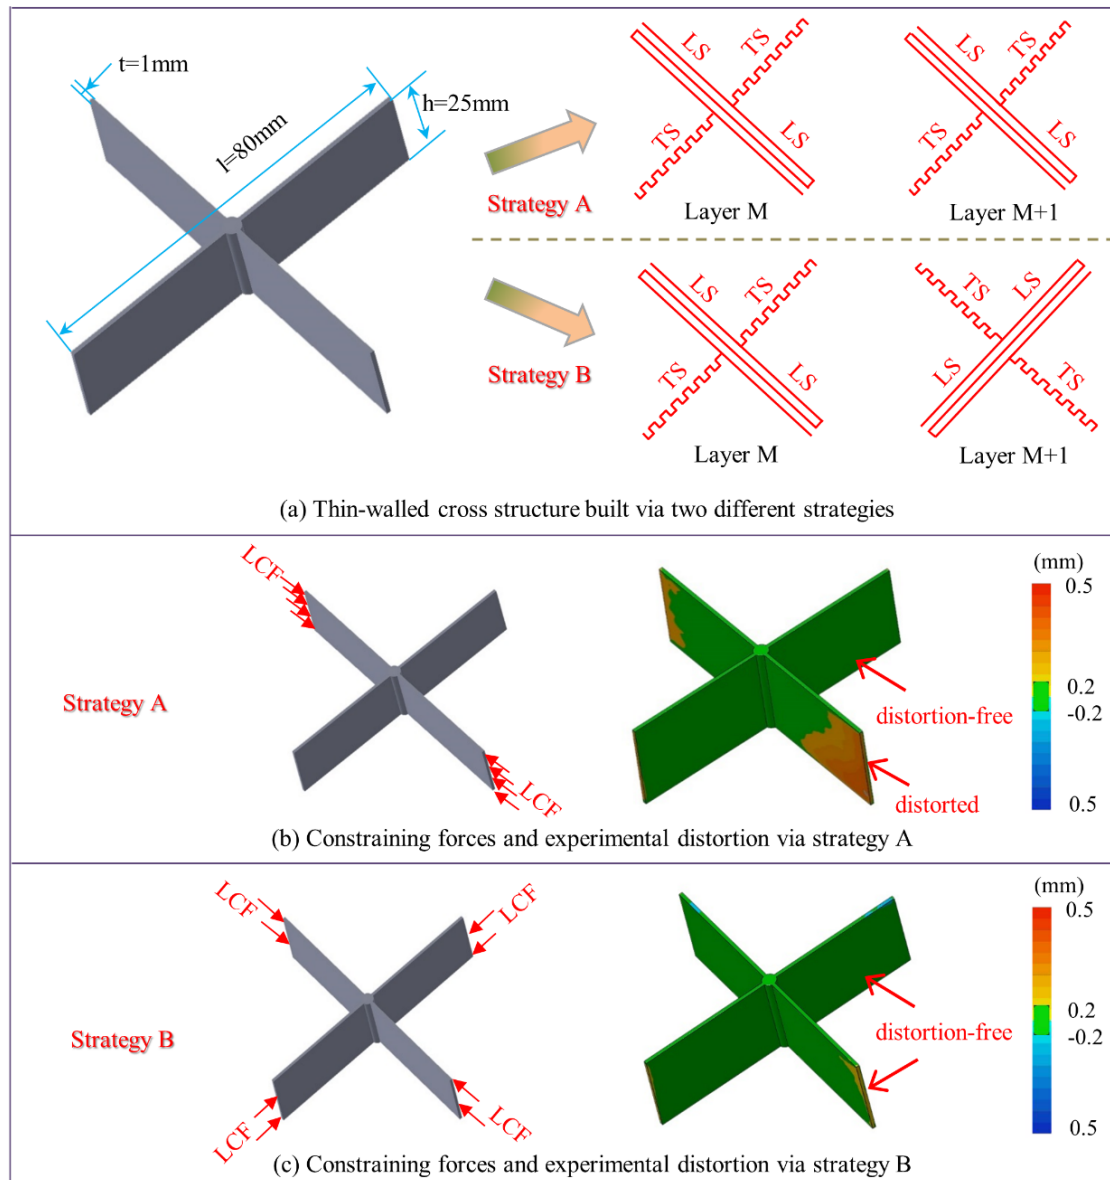 t=1mm
l=80mm
h=25mm
Strategy A
LS
TS
TS
LS
Layer M
LS
TS
TS
LS
Layer M+1
Strategy B
LS
TS
TS
LS
Layer M
TS
LS
LS
TS
Layer M+1
(a) Thin-walled cross structure built via two different strategies
Strategy A
LCF
LCF
distortion-free
distorted
(mm)
0.5
0.2
-0.2
0.5
(b) Constraining forces and experimental distortion via strategy A
Strategy B
LCF
LCF
LCF
LCF
distortion-free
(mm)
0.5
0.2
-0.2
0.5
(c) Constraining forces and experimental distortion via strategy B